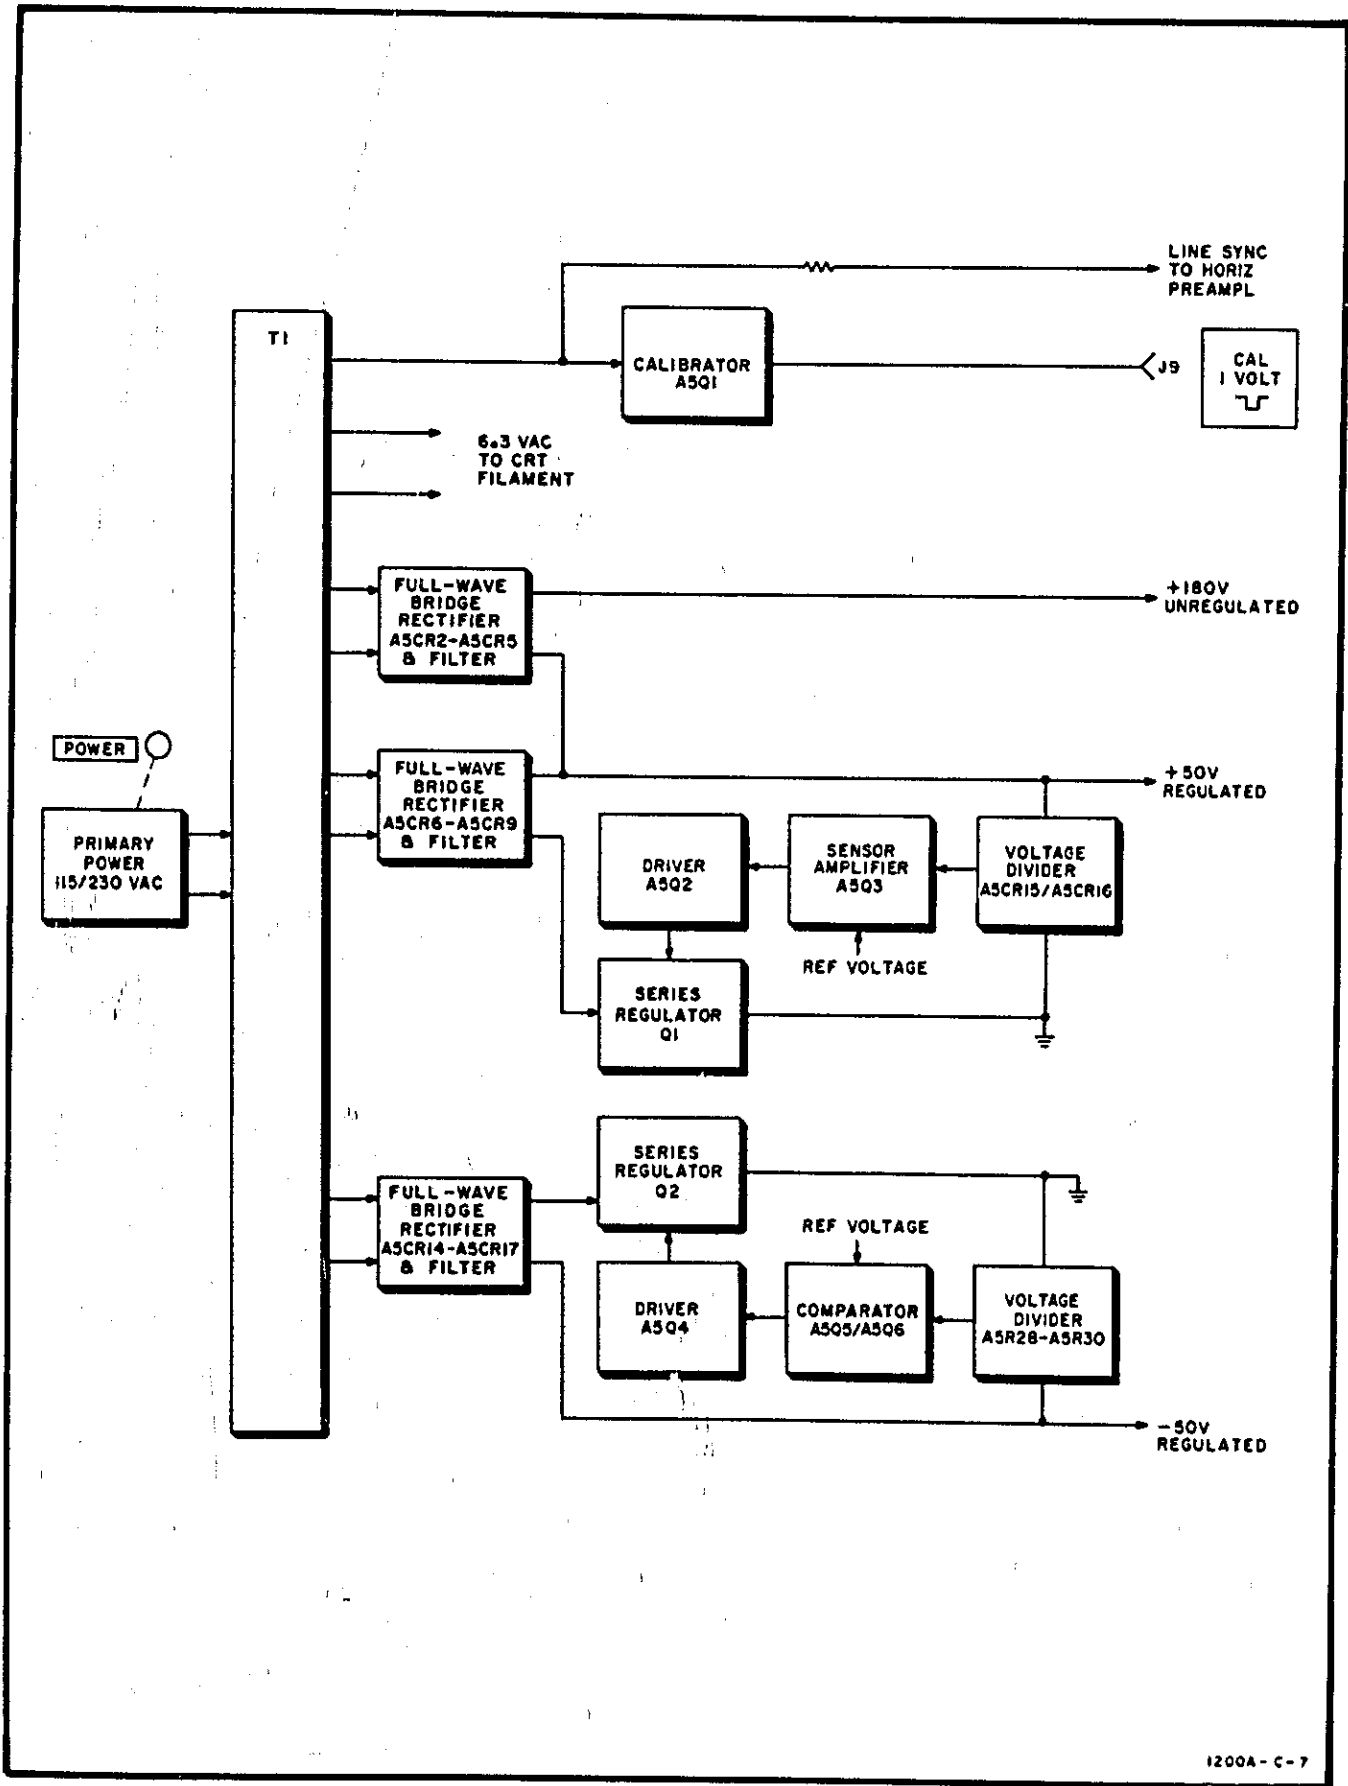 LINE SYNC
TO HORIZ
PREAMPL
T1
CALIBRATOR
A5Q1
J9
CAL
1 VOLT
6.3 VAC
TO CRT
FILAMENT
FULL-WAVE
BRIDGE
RECTIFIER
A5CR2-A5CR5
& FILTER
+180V
UNREGULATED
POWER
PRIMARY
POWER
115/230 VAC
FULL-WAVE
BRIDGE
RECTIFIER
A5CR6-A5CR9
& FILTER
+50V
REGULATED
DRIVER
A5Q2
SENSOR
AMPLIFIER
A5Q3
VOLTAGE
DIVIDER
A5CR15/A5CR16
REF VOLTAGE
SERIES
REGULATOR
Q1
SERIES
REGULATOR
Q2
FULL-WAVE
BRIDGE
RECTIFIER
A5CR14-A5CR17
& FILTER
REF VOLTAGE
DRIVER
A5Q4
COMPARATOR
A5Q5/A5Q6
VOLTAGE
DIVIDER
A5R28-A5R30
-50V
REGULATED
1200A-C-7